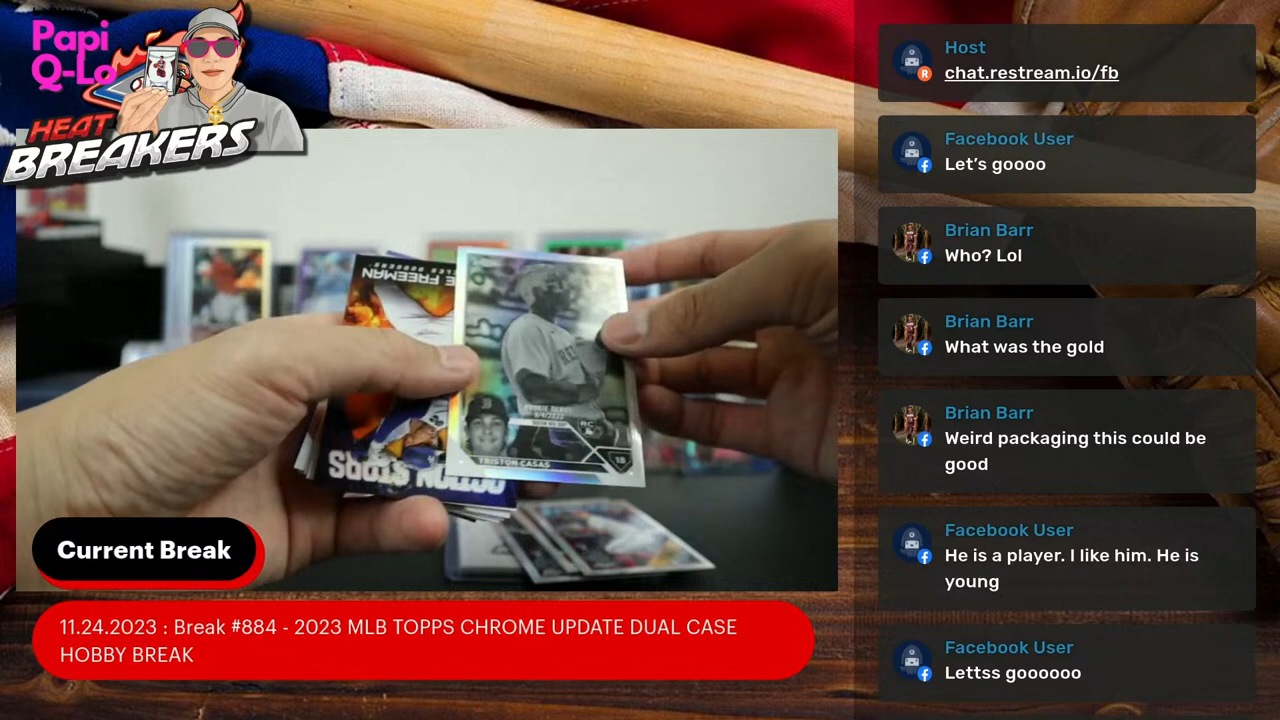 Papi
Q-Lo
HEAT
BREAKERS
FREEMAN
ROOKIE DEBUT
RC
TRISTON CASAS
Current Break
11.24.2023 : Break #884 - 2023 MLB TOPPS CHROME UPDATE DUAL CASE
HOBBY BREAK
Host
chat.restream.io/fb
Facebook User
Let’s goooo
Brian Barr
Who? Lol
Brian Barr
What was the gold
Brian Barr
Weird packaging this could be
good
Facebook User
He is a player. I like him. He is
young
Facebook User
Lettss goooooo